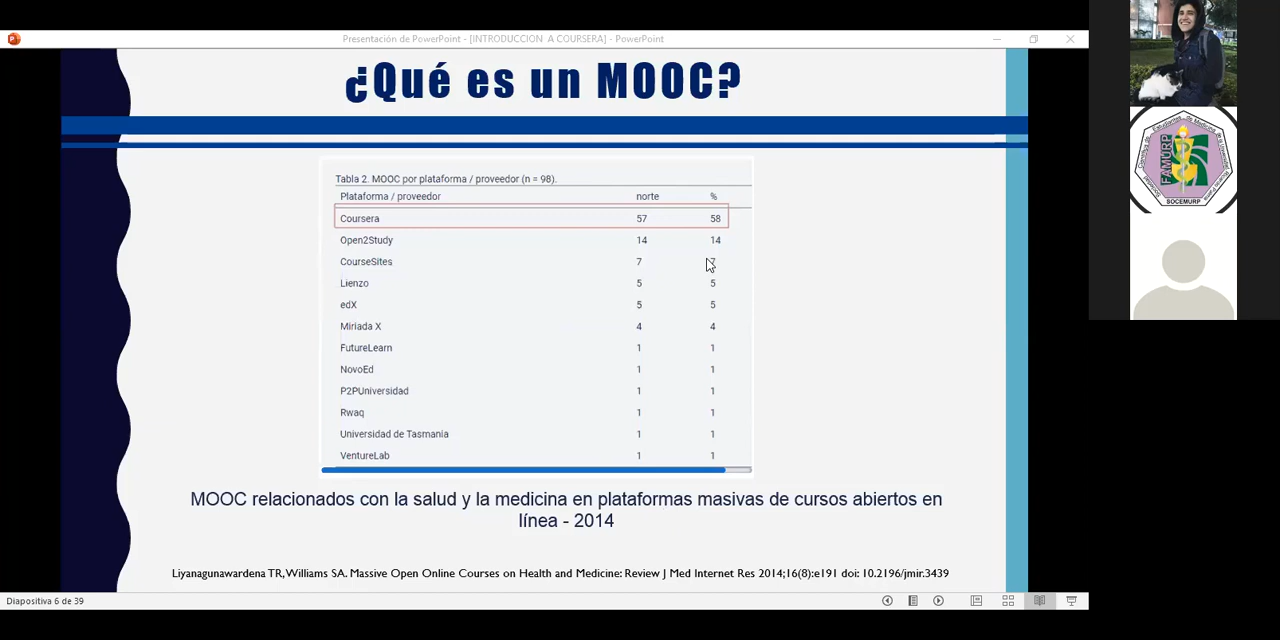 Presentación de PowerPoint - [INTRODUCCION A COURSERA] - PowerPoint
¿Qué es un MOOC?
Tabla 2. MOOC por plataforma / proveedor (n = 98).
Plataforma / proveedor norte %
Coursera 57 58
Open2Study 14 14
CourseSites 7 7
Lienzo 5 5
edX 5 5
Miriada X 4 4
FutureLearn 1 1
NovoEd 1 1
P2PUniversidad 1 1
Rwaq 1 1
Universidad de Tasmania 1 1
VentureLab 1 1
MOOC relacionados con la salud y la medicina en plataformas masivas de cursos abiertos en
línea - 2014
Liyanagunawardena TR, Williams SA. Massive Open Online Courses on Health and Medicine: Review J Med Internet Res 2014;16(8):e191 doi: 10.2196/jmir.3439
Diapositiva 6 de 39
FAMURP
SOCEMURP